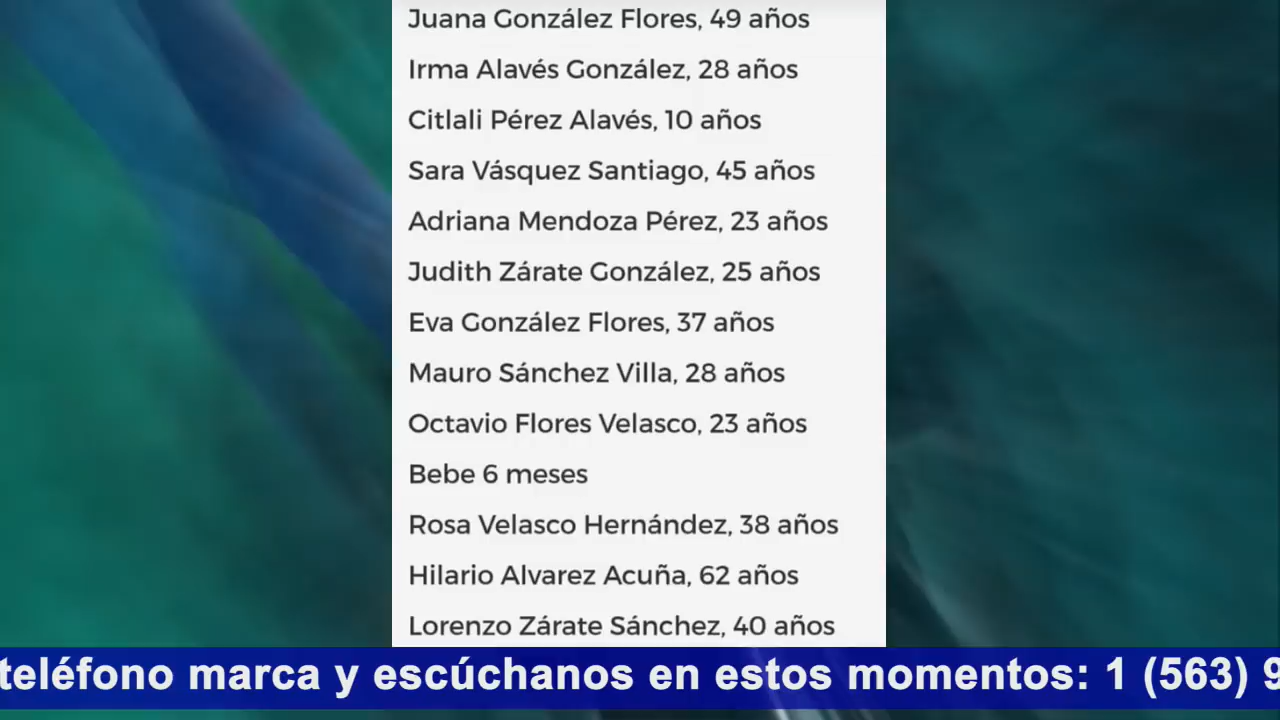 Juana González Flores, 49 años
Irma Alavés González, 28 años
Citlali Pérez Alavés, 10 años
Sara Vásquez Santiago, 45 años
Adriana Mendoza Pérez, 23 años
Judith Zárate González, 25 años
Eva González Flores, 37 años
Mauro Sánchez Villa, 28 años
Octavio Flores Velasco, 23 años
Bebe 6 meses
Rosa Velasco Hernández, 38 años
Hilario Alvarez Acuña, 62 años
Lorenzo Zárate Sánchez, 40 años
teléfono marca y escúchanos en estos momentos: 1 (563) 9